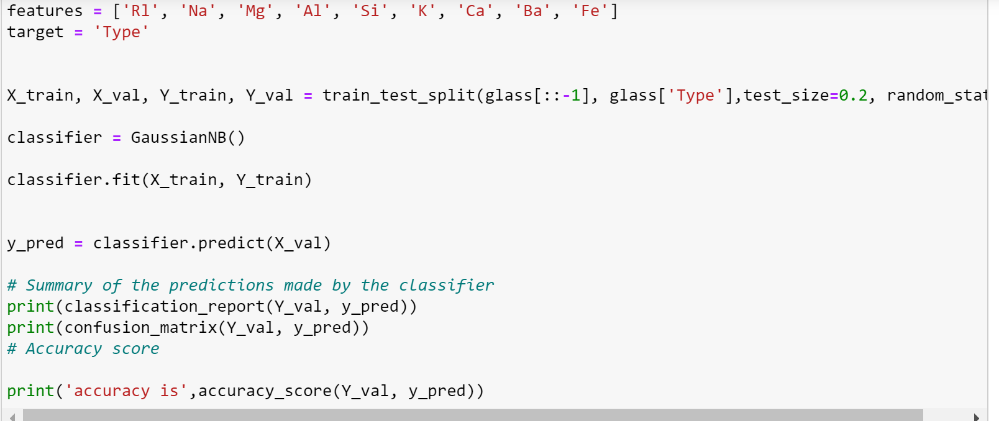 features = ['Rl', 'Na', 'Mg', 'Al', 'Si', 'K', 'Ca', 'Ba', 'Fe']
target = 'Type'
X_train, X_val, Y_train, Y_val = train_test_split(glass[::-1], glass['Type'],test_size=0.2, random_stat
classifier = GaussianNB()
classifier.fit(X_train, Y_train)
y_pred = classifier.predict(X_val)
# Summary of the predictions made by the classifier
print(classification_report(Y_val, y_pred))
print(confusion_matrix(Y_val, y_pred))
# Accuracy score
print('accuracy is',accuracy_score(Y_val, y_pred))